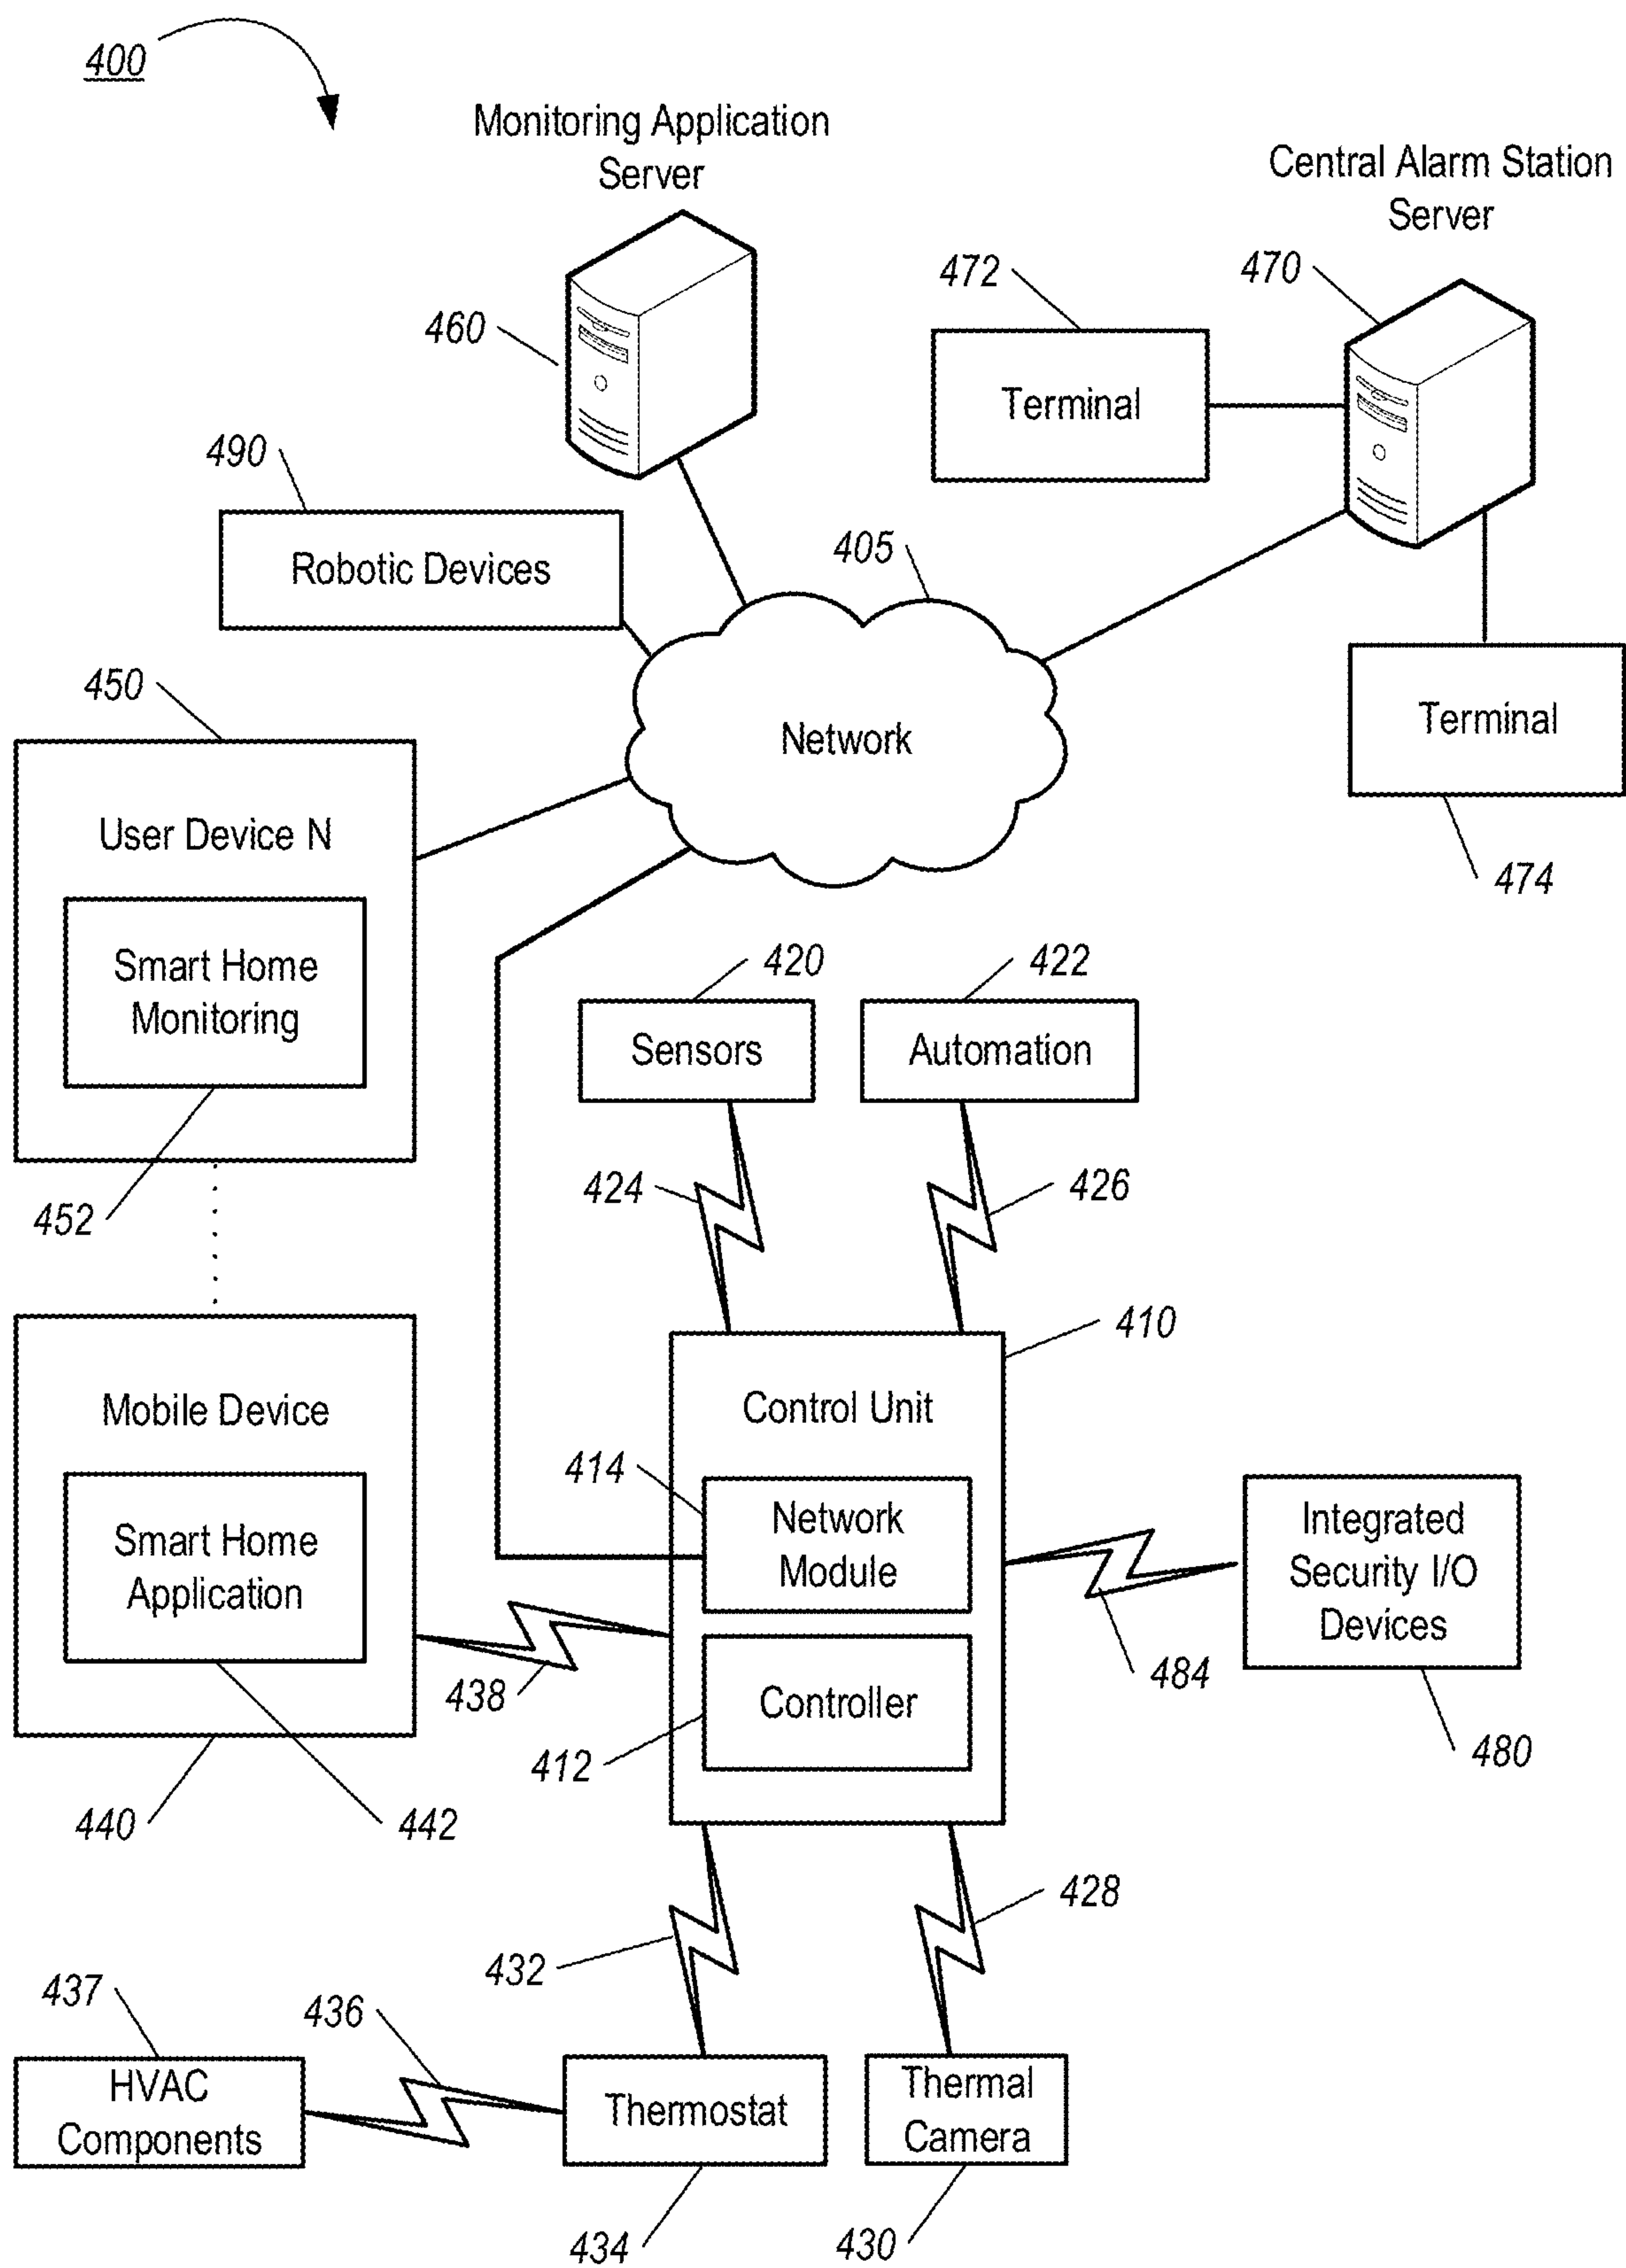 400
Monitoring Application
Server
Central Alarm Station
Server
472
470
460
Terminal
490
405
Robotic Devices
450
Terminal
Network
User Device N
474
420
422
Smart Home
Monitoring
Sensors
Automation
424
426
452
410
Mobile Device
Control Unit
414
Network
Module
Integrated
Security I/O
Devices
Smart Home
Application
438
484
Controller
412
480
440
442
428
432
437
436
HVAC
Components
Thermostat
Thermal
Camera
434
430